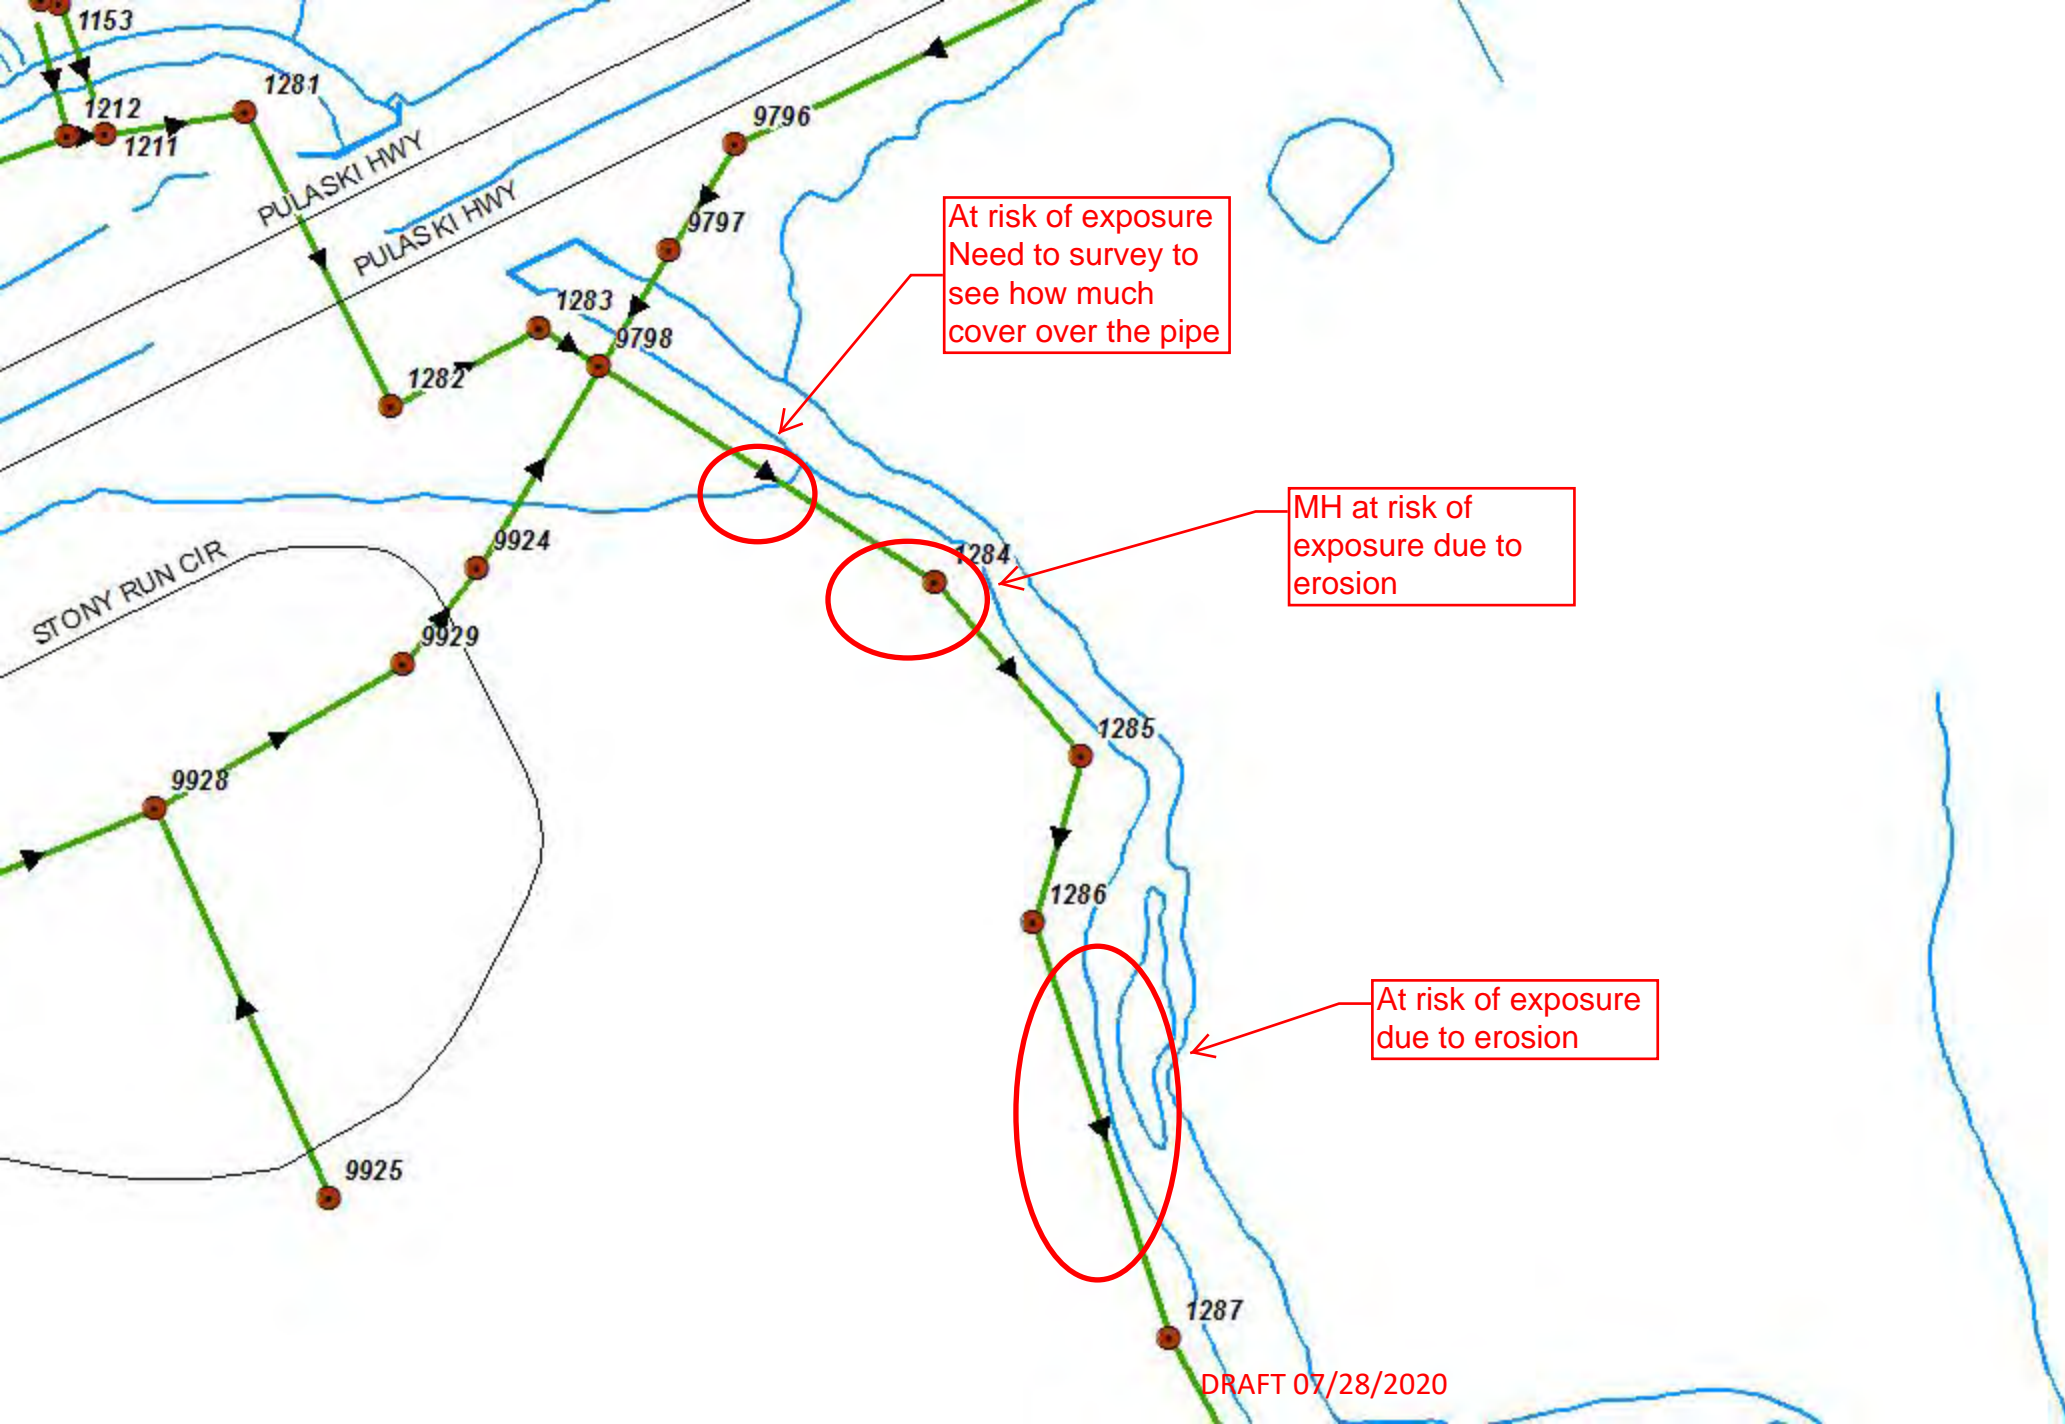 1153
1281
1212
1211
9796
PULASKI HWY
PULASKI HWY
9797
At risk of exposure
Need to survey to
see how much
cover over the pipe
1283
9798
1282
MH at risk of
exposure due to
erosion
9924
1284
STONY RUN CIR
9929
1285
9928
1286
At risk of exposure
due to erosion
9925
1287
DRAFT 07/28/2020